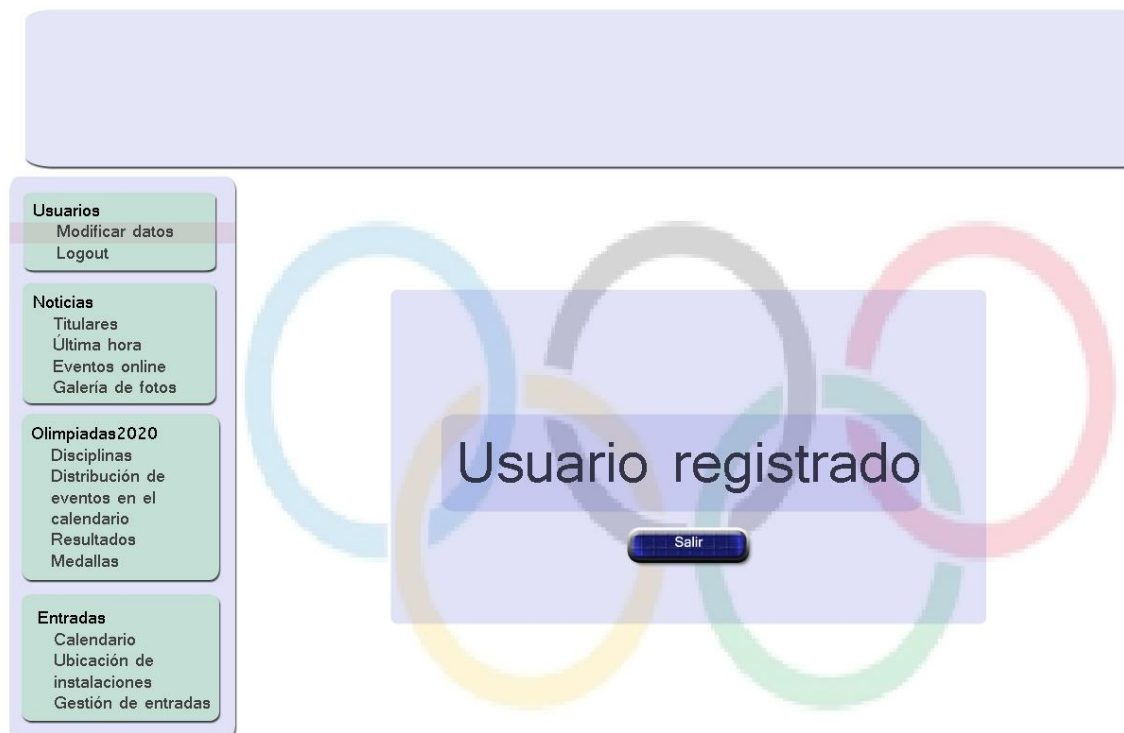 Usuarios
Modificar datos
Logout
Noticias
Titulares
Última hora
Eventos online
Galería de fotos
Olimpiadas2020
Disciplinas
Distribución de
eventos en el
calendario
Resultados
Medallas
Entradas
Calendario
Ubicación de
instalaciones
Gestión de entradas
Usuario registrado
Salir